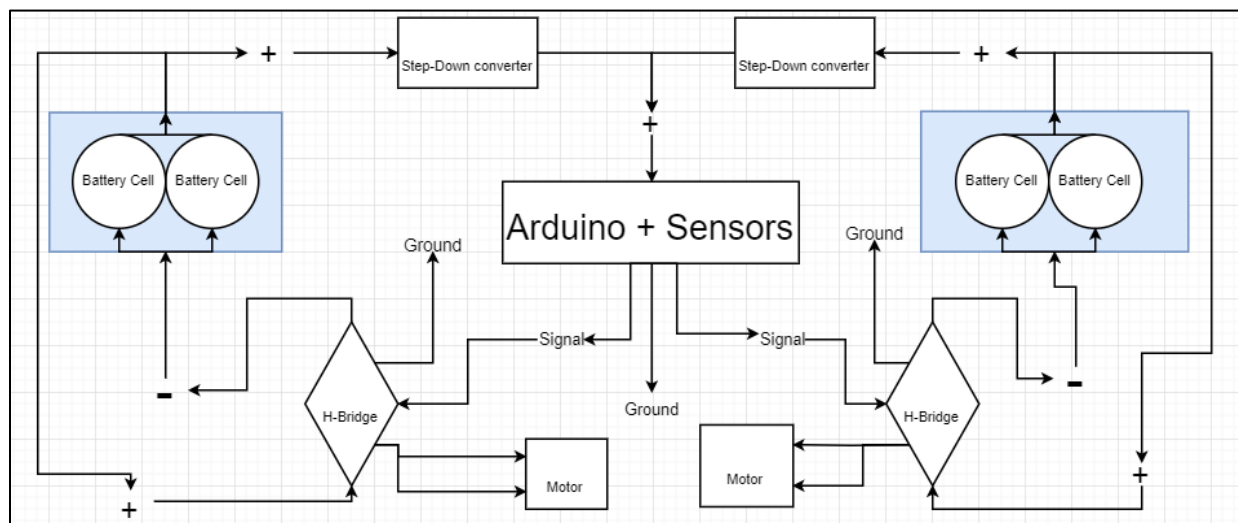 +
Step-Down converter
Step-Down converter
+
+
Battery Cell
Battery Cell
Battery Cell
Battery Cell
Arduino + Sensors
Ground
Ground
Signal
Signal
-
-
Ground
H-Bridge
H-Bridge
Motor
Motor
+
+